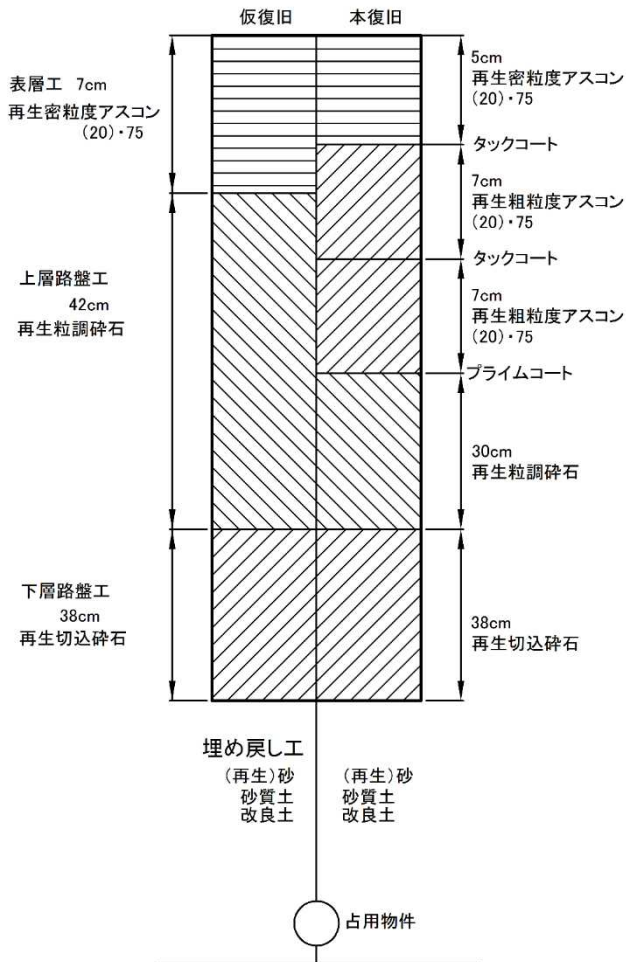 仮復旧
本復旧
表層工 7cm
再生密粒度アスコン
(20)・75
上層路盤工
42cm
再生粒調砕石
下層路盤工
38cm
再生切込砕石
5cm
再生密粒度アスコン
(20)・75
タックコート
7cm
再生粗粒度アスコン
(20)・75
タックコート
7cm
再生粗粒度アスコン
(20)・75
プライムコート
30cm
再生粒調砕石
38cm
再生切込砕石
埋め戻し工
(再生)砂
砂質土
改良土
(再生)砂
砂質土
改良土
占用物件